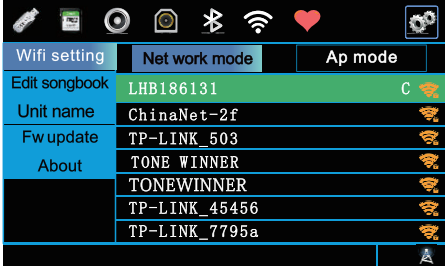 Wifi setting Net work mode Ap mode
Edit songbook
Unit name
Fw update
About
LHB186131 C
ChinaNet-2f
TP-LINK_503
TONE WINNER
TONEWINNER
TP-LINK_45456
TP-LINK_7795a